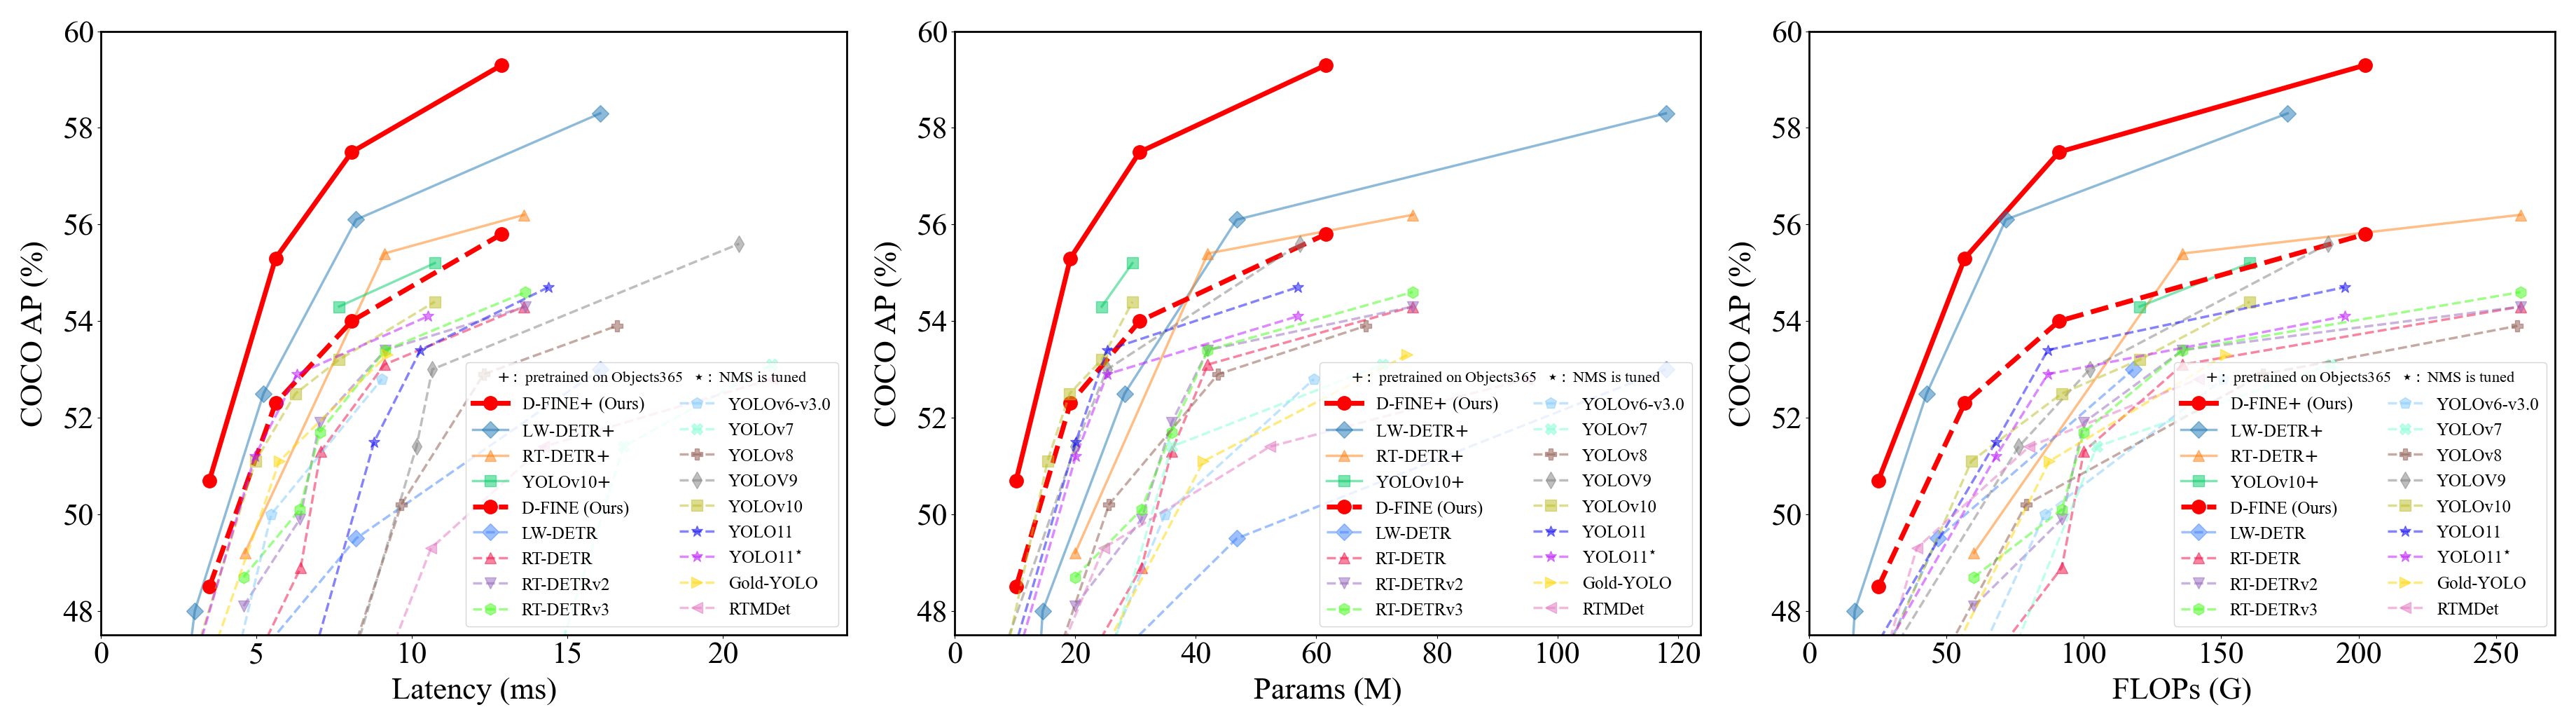 60
58
56
54
52
50
48
COCO AP (%)
0 5 10 15 20
Latency (ms)
+ : pretrained on Objects365 ⋆ : NMS is tuned
D-FINE+ (Ours)
LW-DETR+
RT-DETR+
YOLOv10+
D-FINE (Ours)
LW-DETR
RT-DETR
RT-DETRv2
RT-DETRv3
YOLOv6-v3.0
YOLOv7
YOLOv8
YOLOV9
YOLOv10
YOLO11
YOLO11⋆
Gold-YOLO
RTMDet
60
58
56
54
52
50
48
COCO AP (%)
0 20 40 60 80 100 120
Params (M)
+ : pretrained on Objects365 ⋆ : NMS is tuned
D-FINE+ (Ours)
LW-DETR+
RT-DETR+
YOLOv10+
D-FINE (Ours)
LW-DETR
RT-DETR
RT-DETRv2
RT-DETRv3
YOLOv6-v3.0
YOLOv7
YOLOv8
YOLOV9
YOLOv10
YOLO11
YOLO11⋆
Gold-YOLO
RTMDet
60
58
56
54
52
50
48
COCO AP (%)
0 50 100 150 200 250
FLOPs (G)
+ : pretrained on Objects365 ⋆ : NMS is tuned
D-FINE+ (Ours)
LW-DETR+
RT-DETR+
YOLOv10+
D-FINE (Ours)
LW-DETR
RT-DETR
RT-DETRv2
RT-DETRv3
YOLOv6-v3.0
YOLOv7
YOLOv8
YOLOV9
YOLOv10
YOLO11
YOLO11⋆
Gold-YOLO
RTMDet